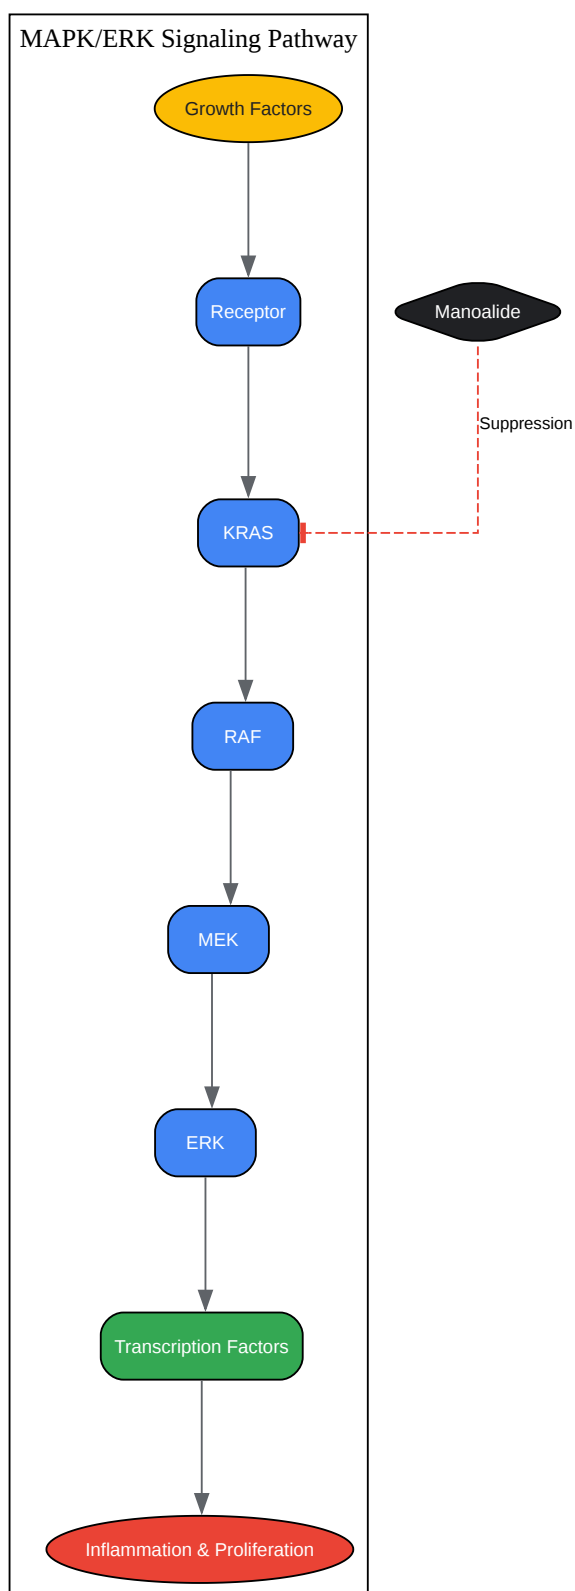 MAPK/ERK Signaling Pathway
Growth Factors
Receptor
Manoalide
Suppression
KRAS
RAF
MEK
ERK
Transcription Factors
Inflammation & Proliferation